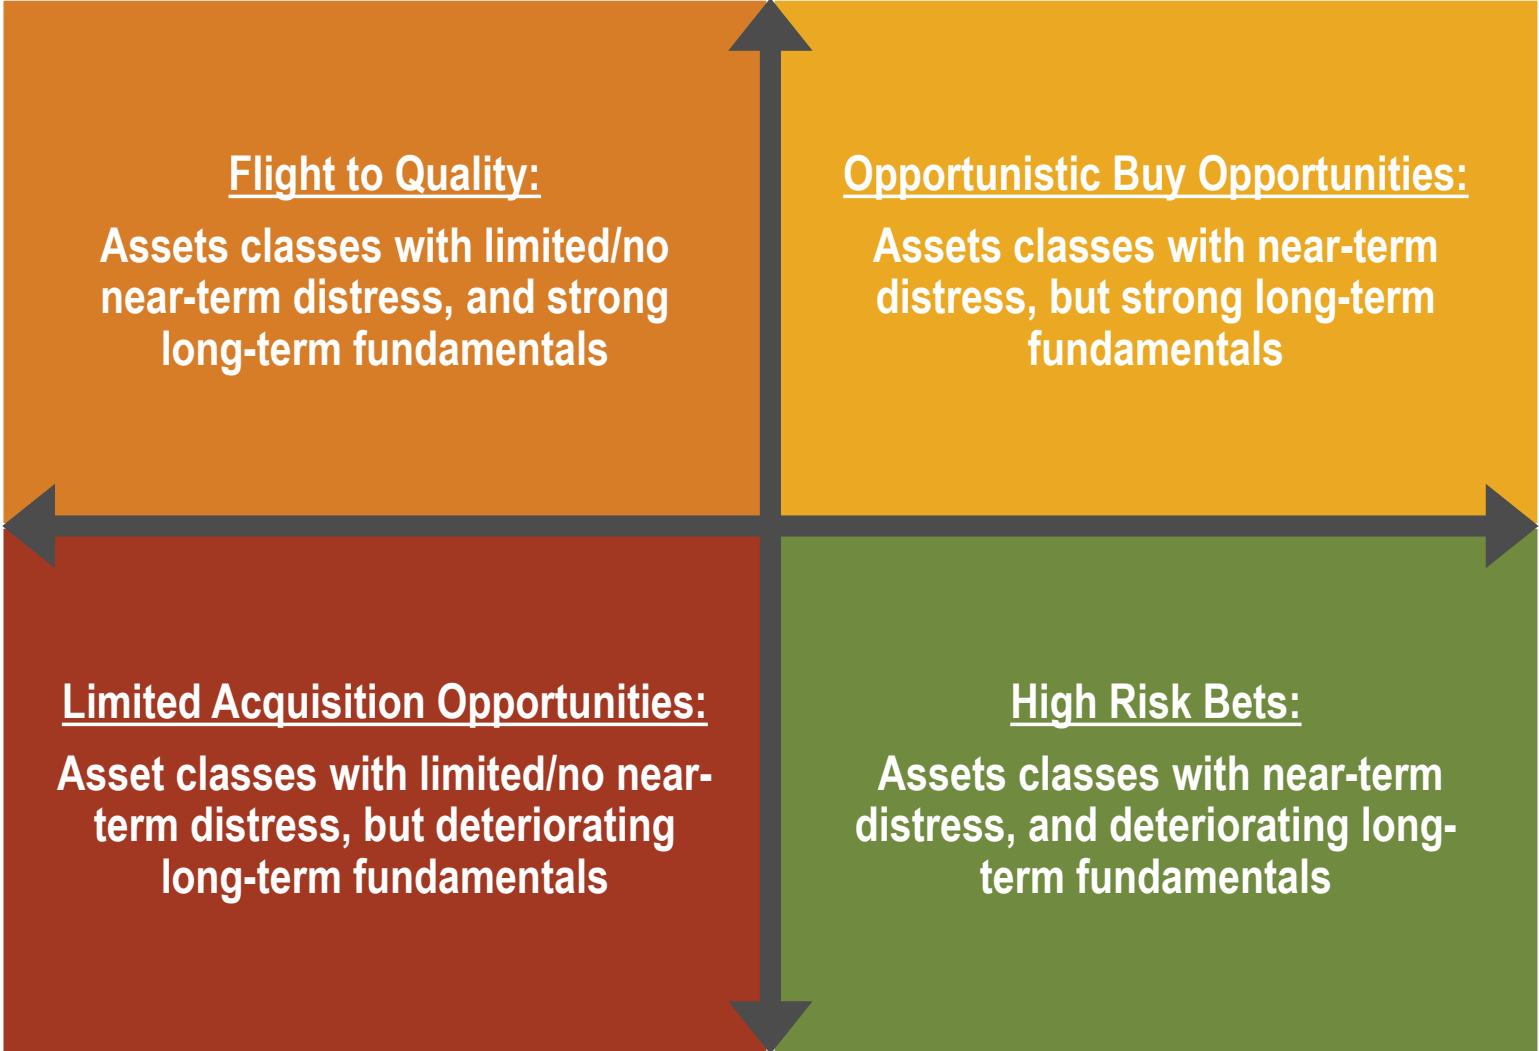 Flight to Quality:
Assets classes with limited/no
near-term distress, and strong
long-term fundamentals
Opportunistic Buy Opportunities:
Assets classes with near-term
distress, but strong long-term
fundamentals
Limited Acquisition Opportunities:
Asset classes with limited/no near-
term distress, but deteriorating
long-term fundamentals
High Risk Bets:
Assets classes with near-term
distress, and deteriorating long-
term fundamentals